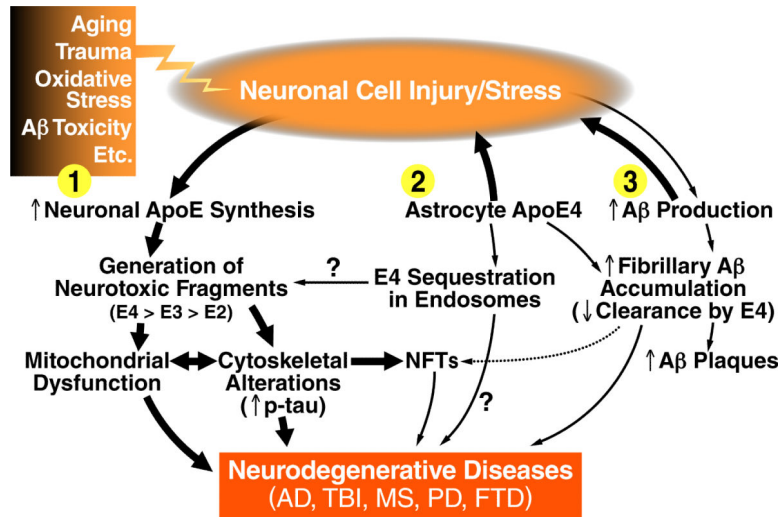 Aging
Trauma
Oxidative
Stress
Aβ Toxicity
Etc.
Neuronal Cell Injury/Stress
1
↑Neuronal ApoE Synthesis
2
Astrocyte ApoE4
3
↑Aβ Production
Generation of
Neurotoxic Fragments
(E4 > E3 > E2)
?
E4 Sequestration
in Endosomes
↑Fibrillary Aβ
Accumulation
(↓Clearance by E4)
Mitochondrial
Dysfunction
Cytoskeletal
Alterations
(↑p-tau)
NFTs
↑Aβ Plaques
?
Neurodegenerative Diseases
(AD, TBI, MS, PD, FTD)